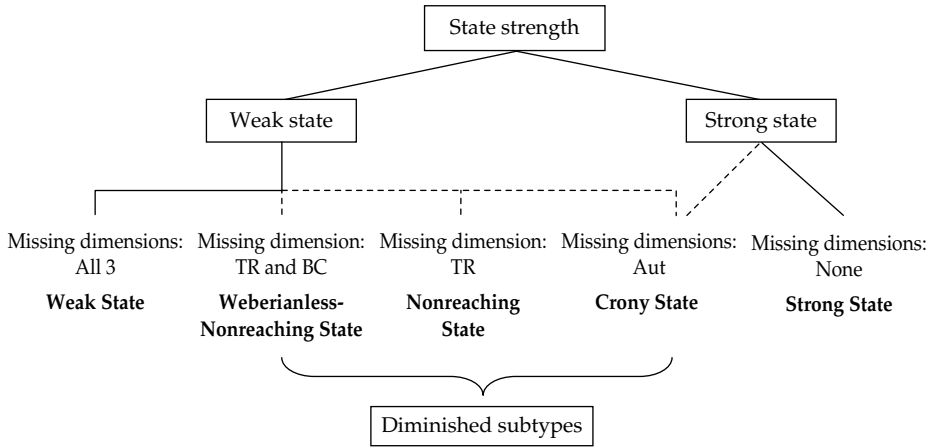 State strength
Weak state
Strong state
Missing dimensions:
All 3
Weak State
Missing dimension:
TR and BC
Weberianless-
Nonreaching State
Missing dimensions:
TR
Nonreaching
State
Missing dimensions:
Aut
Crony State
Missing dimensions:
None
Strong State
Diminished subtypes